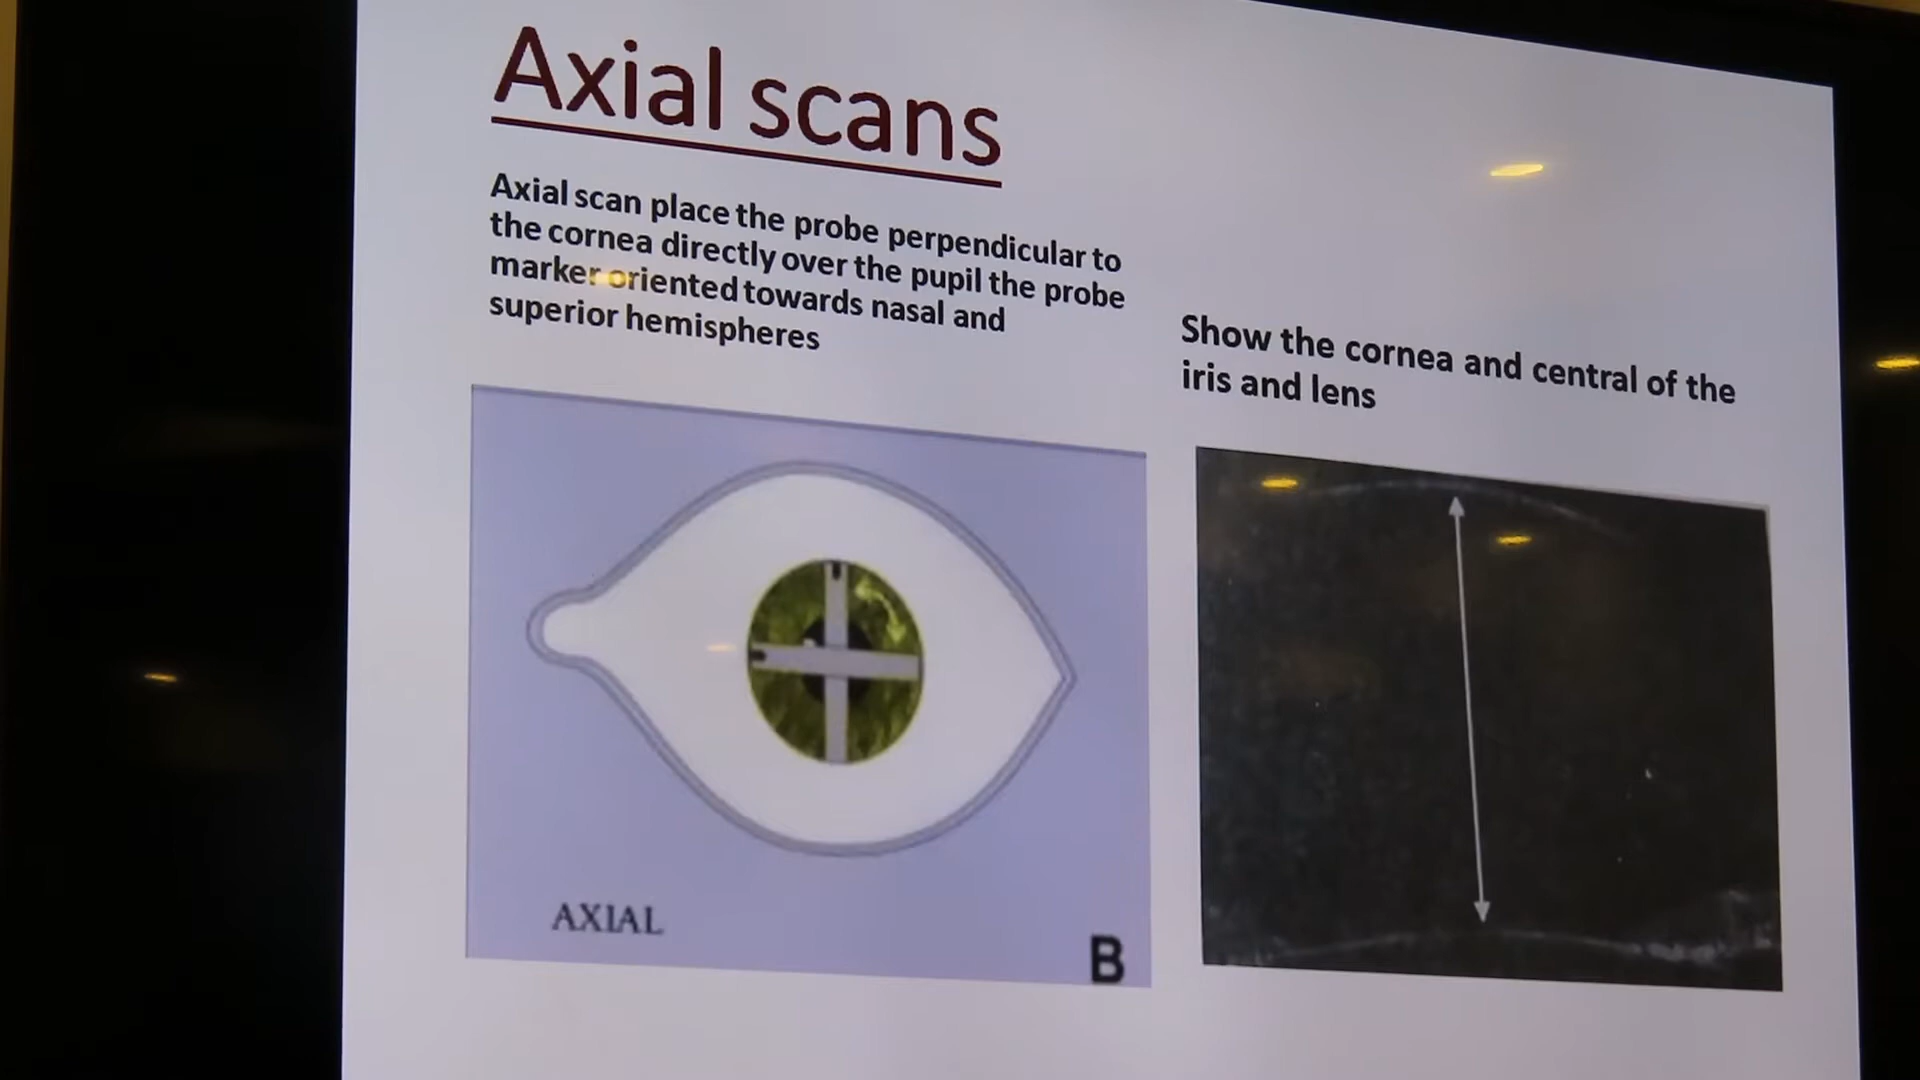 Axial scans
Axial scan place the probe perpendicular to
the cornea directly over the pupil the probe
marker oriented towards nasal and
superior hemispheres
Show the cornea and central of the
iris and lens
AXIAL
B